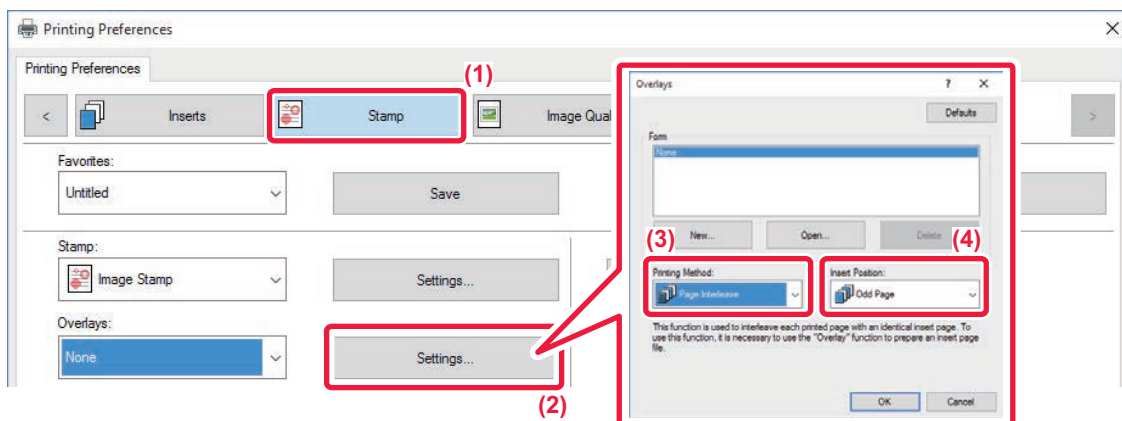 Printing Preferences
Printing Preferences
(1)
< Inserts Stamp Image Qual >
Favorites:
Untitled Save
Stamp:
Image Stamp Settings...
Overlays:
None Settings...
(2)
Overlays ?
Defaults
Form
None
New... Open... Delete
(3) (4)
Printing Method: Insert Position:
Page Interleave Odd Page
This function is used to interleave each printed page with an identical insert page. To
use this function, it is necessary to use the "Overlay" function to prepare an insert page
file.
OK Cancel